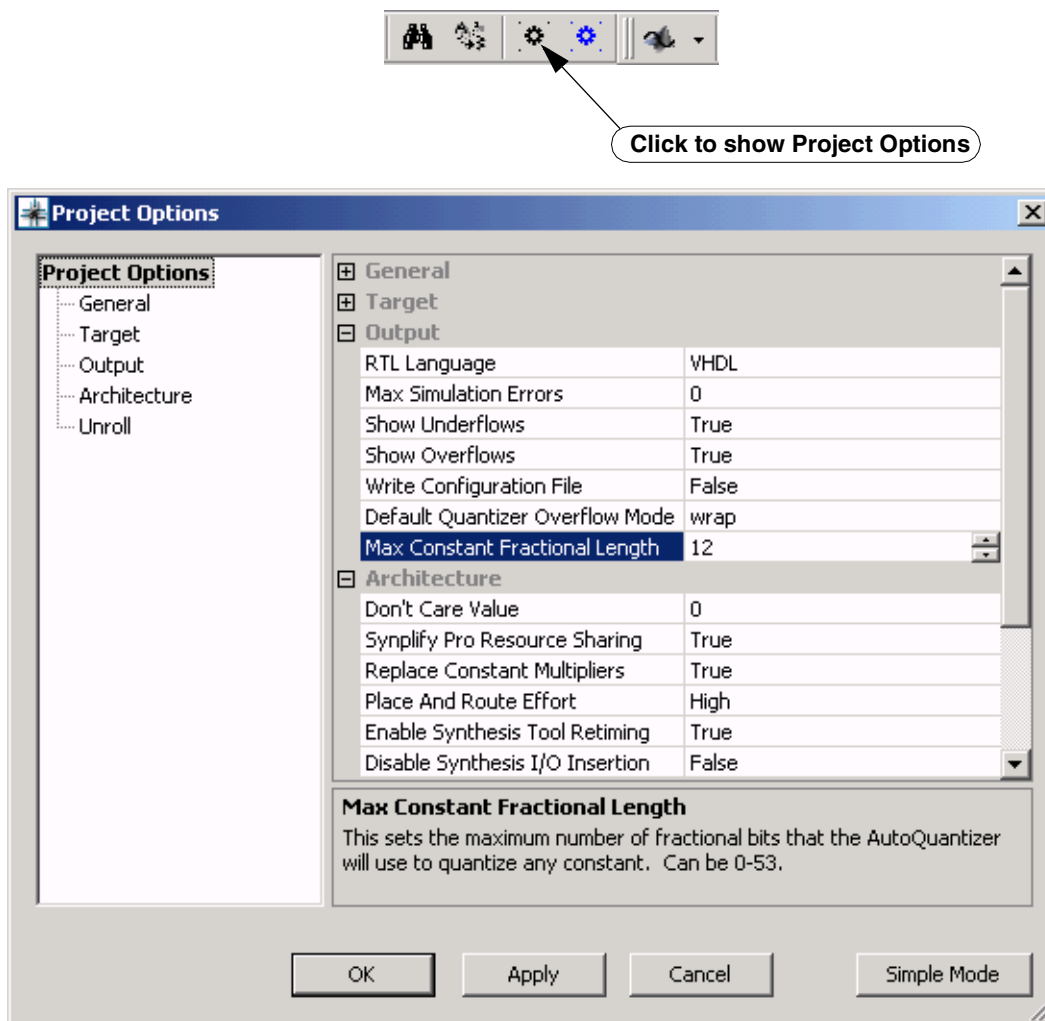 Click to show Project Options
Project Options
Project Options
General
Target
Output
Architecture
Unroll
General
Target
Output
RTL Language VHDL
Max Simulation Errors 0
Show Underflows True
Show Overflows True
Write Configuration File False
Default Quantizer Overflow Mode wrap
Max Constant Fractional Length 12
Architecture
Don't Care Value 0
Synplify Pro Resource Sharing True
Replace Constant Multipliers True
Place And Route Effort High
Enable Synthesis Tool Retiming True
Disable Synthesis I/O Insertion False
Max Constant Fractional Length
This sets the maximum number of fractional bits that the AutoQuantizer
will use to quantize any constant. Can be 0-53.
OK Apply Cancel Simple Mode